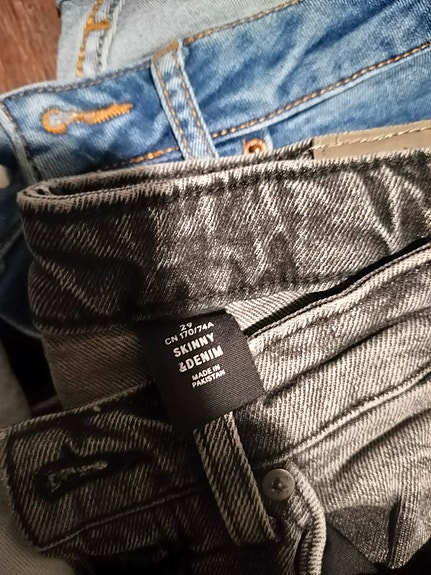 29
CN 170/74A
SKINNY
&DENIM
MADE IN
PAKISTAN